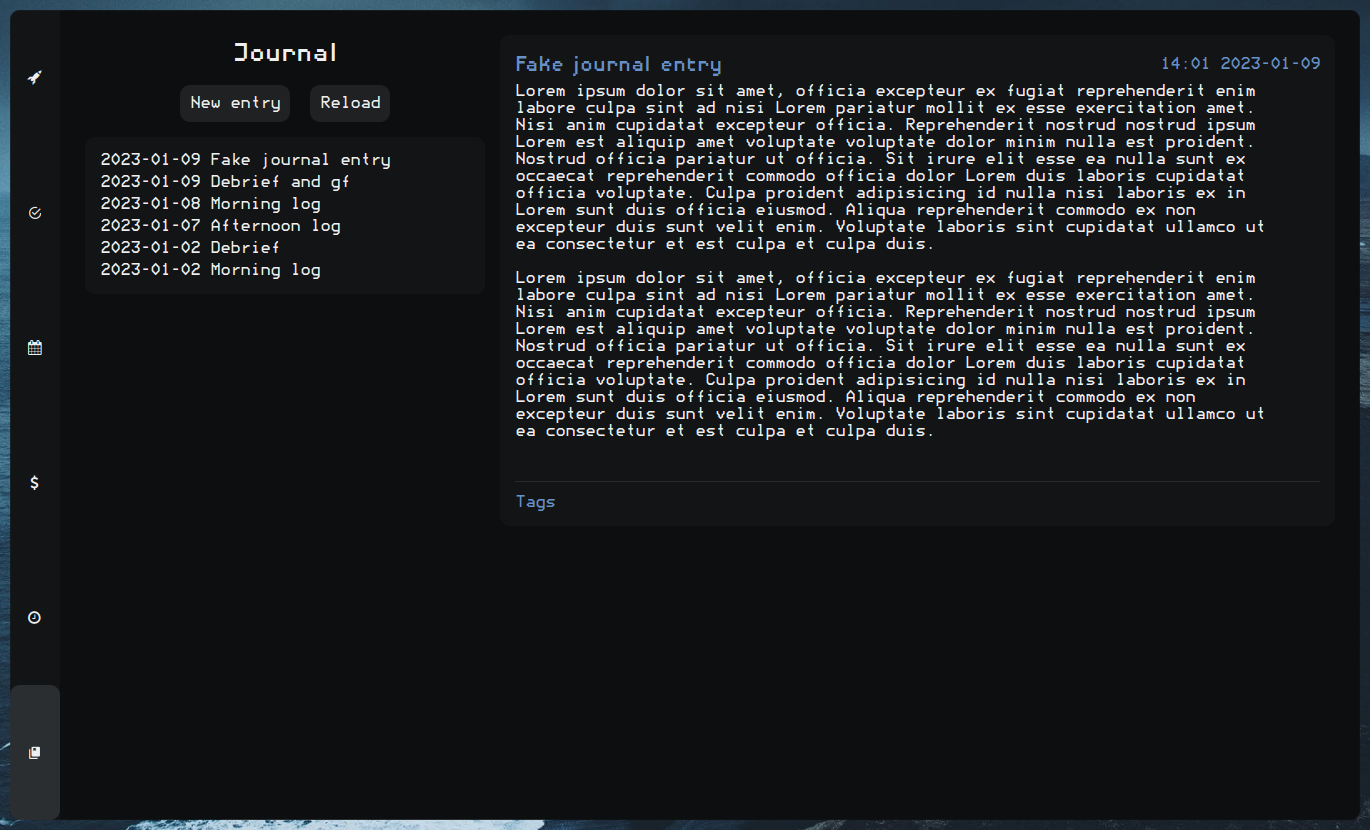 Journal
New entry Reload
2023-01-09 Fake journal entry
2023-01-09 Debrief and gf
2023-01-08 Morning log
2023-01-07 Afternoon log
2023-01-02 Debrief
2023-01-02 Morning log
Fake journal entry 14:01 2023-01-09
Lorem ipsum dolor sit amet, officia excepteur ex fugiat reprehenderit enim
labore culpa sint ad nisi Lorem pariatur mollit ex esse exercitation amet.
Nisi anim cupidatat excepteur officia. Reprehenderit nostrud nostrud ipsum
Lorem est aliquip amet voluptate voluptate dolor minim nulla est proident.
Nostrud officia pariatur ut officia. Sit irure elit esse ea nulla sunt ex
occaecat reprehenderit commodo officia dolor Lorem duis laboris cupidatat
officia voluptate. Culpa proident adipisicing id nulla nisi laboris ex in
Lorem sunt duis officia eiusmod. Aliqua reprehenderit commodo ex non
excepteur duis sunt velit enim. Voluptate laboris sint cupidatat ullamco ut
ea consectetur et est culpa et culpa duis.
Lorem ipsum dolor sit amet, officia excepteur ex fugiat reprehenderit enim
labore culpa sint ad nisi Lorem pariatur mollit ex esse exercitation amet.
Nisi anim cupidatat excepteur officia. Reprehenderit nostrud nostrud ipsum
Lorem est aliquip amet voluptate voluptate dolor minim nulla est proident.
Nostrud officia pariatur ut officia. Sit irure elit esse ea nulla sunt ex
occaecat reprehenderit commodo officia dolor Lorem duis laboris cupidatat
officia voluptate. Culpa proident adipisicing id nulla nisi laboris ex in
Lorem sunt duis officia eiusmod. Aliqua reprehenderit commodo ex non
excepteur duis sunt velit enim. Voluptate laboris sint cupidatat ullamco ut
ea consectetur et est culpa et culpa duis.
Tags